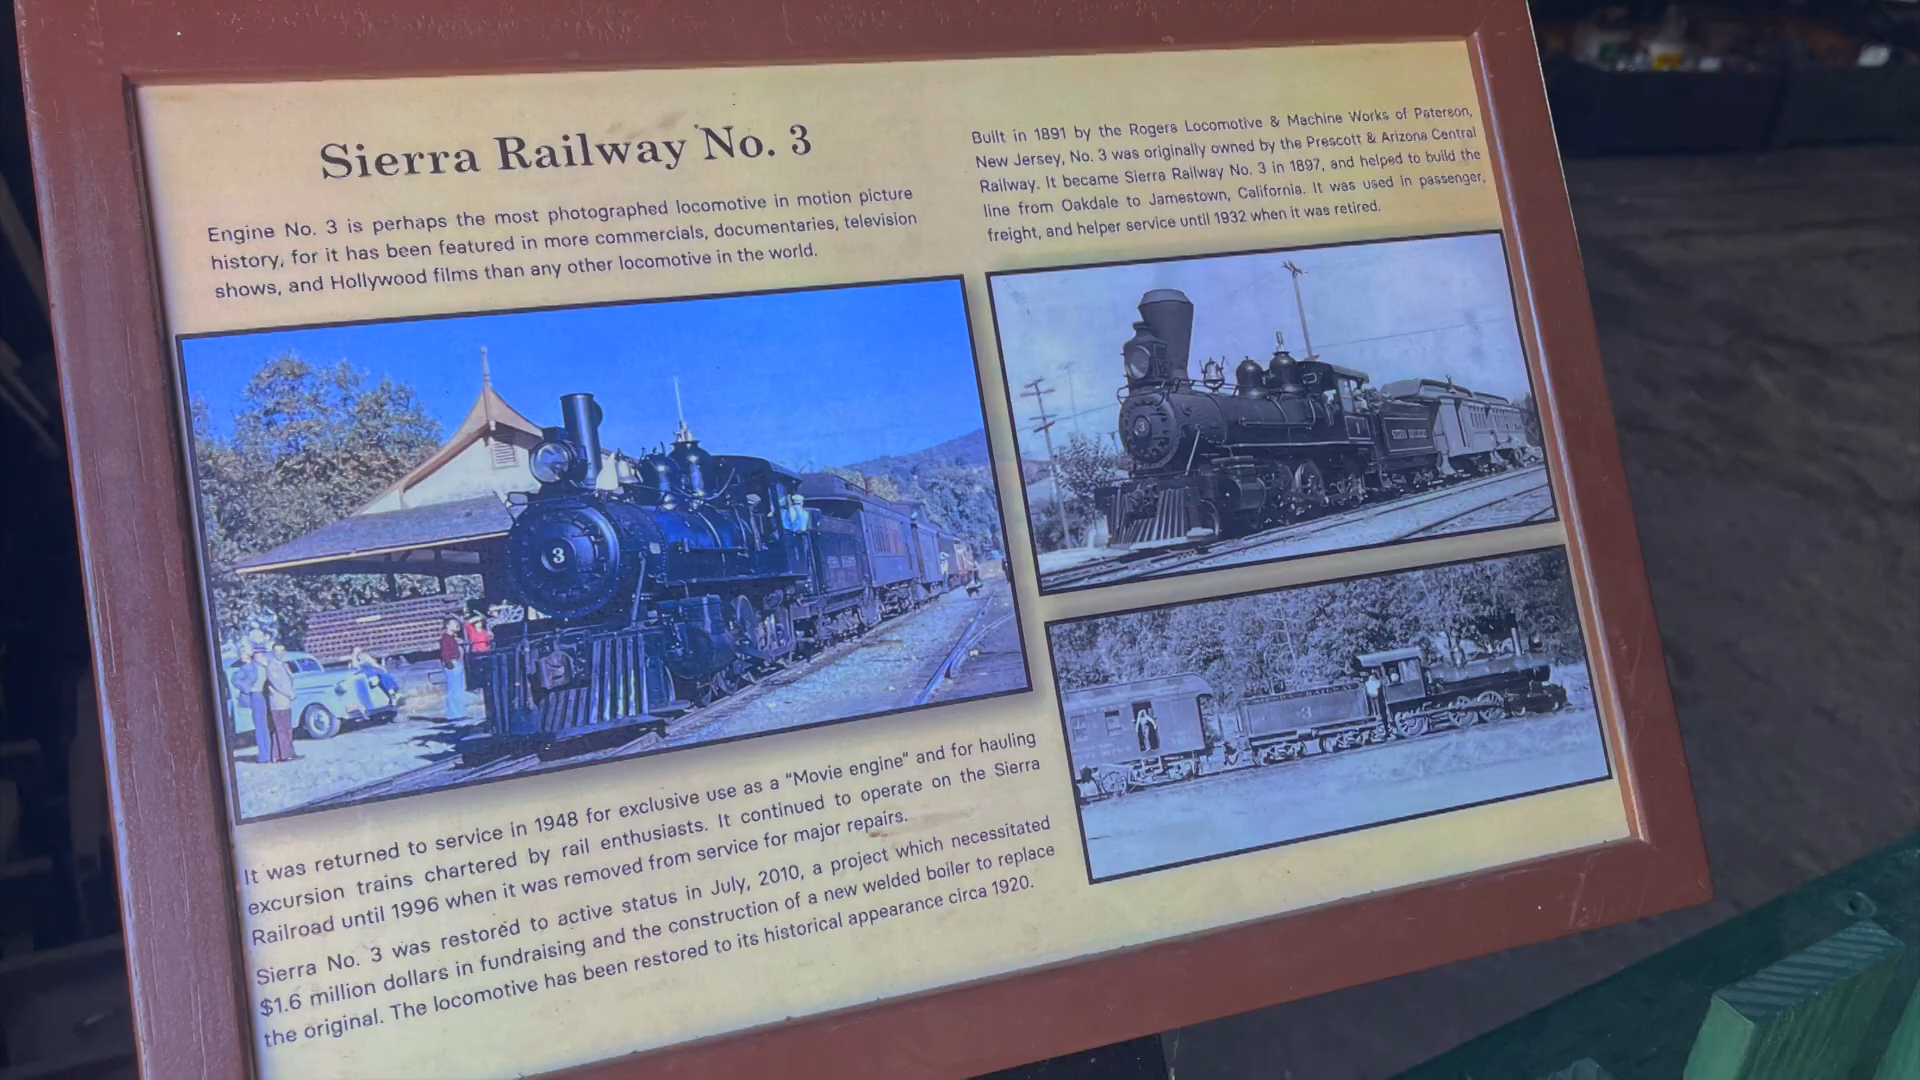 Sierra Railway No. 3
Engine No. 3 is perhaps the most photographed locomotive in motion picture
history, for it has been featured in more commercials, documentaries, television
shows, and Hollywood films than any other locomotive in the world.
Built in 1891 by the Rogers Locomotive & Machine Works of Paterson,
New Jersey, No. 3 was originally owned by the Prescott & Arizona Central
Railway. It became Sierra Railway No. 3 in 1897, and helped to build the
line from Oakdale to Jamestown, California. It was used in passenger,
freight, and helper service until 1932 when it was retired.
3
3
SIERRA RAILWAY
3
It was returned to service in 1948 for exclusive use as a "Movie engine" and for hauling
excursion trains chartered by rail enthusiasts. It continued to operate on the Sierra
Railroad until 1996 when it was removed from service for major repairs.
Sierra No. 3 was restored to active status in July, 2010, a project which necessitated
$1.6 million dollars in fundraising and the construction of a new welded boiler to replace
the original. The locomotive has been restored to its historical appearance circa 1920.